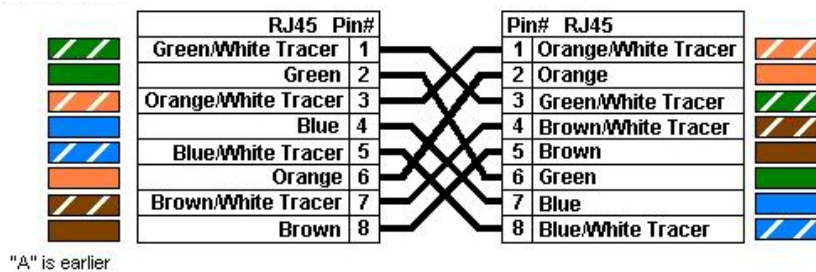 RJ45 Pin# Pin# RJ45
Green/White Tracer 1 1 Orange/White Tracer
Green 2 2 Orange
Orange/White Tracer 3 3 Green/White Tracer
Blue 4 4 Brown/White Tracer
Blue/White Tracer 5 5 Brown
Orange 6 6 Green
Brown/White Tracer 7 7 Blue
Brown 8 8 Blue/White Tracer
"A" is earlier